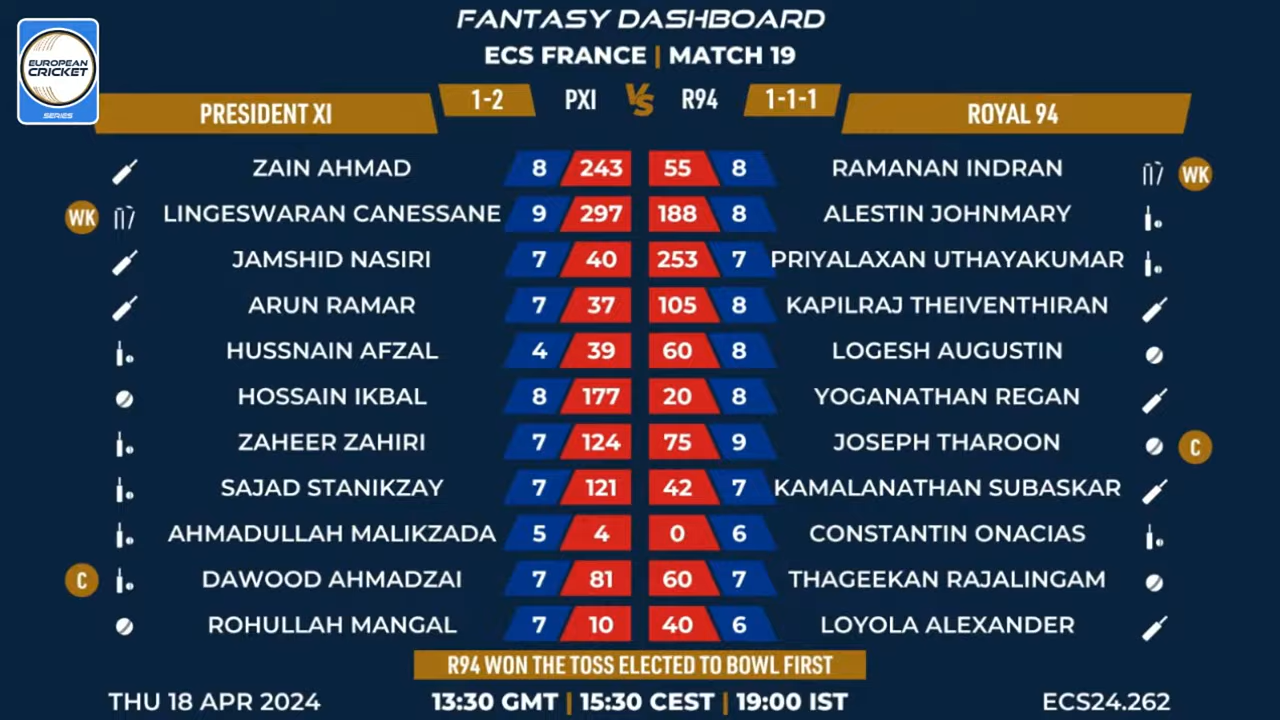 FANTASY DASHBOARD
ECS FRANCE | MATCH 19
EUROPEAN
CRICKET
SERIES
PRESIDENT XI 1-2 PXI VS R94 1-1-1 ROYAL 94
ZAIN AHMAD 8 243 55 8 RAMANAN INDRAN WK
WK LINGESWARAN CANESSANE 9 297 188 8 ALESTIN JOHNMARY
JAMSHID NASIRI 7 40 253 7 PRIYALAXAN UTHAYAKUMAR
ARUN RAMAR 7 37 105 8 KAPILRAJ THEIVENTHIRAN
HUSSNAIN AFZAL 4 39 60 8 LOGESH AUGUSTIN
HOSSAIN IKBAL 8 177 20 8 YOGANATHAN REGAN
ZAHEER ZAHIRI 7 124 75 9 JOSEPH THAROON C
SAJAD STANIKZAY 7 121 42 7 KAMALANATHAN SUBASKAR
AHMADULLAH MALIKZADA 5 4 0 6 CONSTANTIN ONACIAS
C DAWOOD AHMADZAI 7 81 60 7 THAGEEKAN RAJALINGAM
ROHULLAH MANGAL 7 10 40 6 LOYOLA ALEXANDER
R94 WON THE TOSS ELECTED TO BOWL FIRST
THU 18 APR 2024 13:30 GMT | 15:30 CEST | 19:00 IST ECS24.262